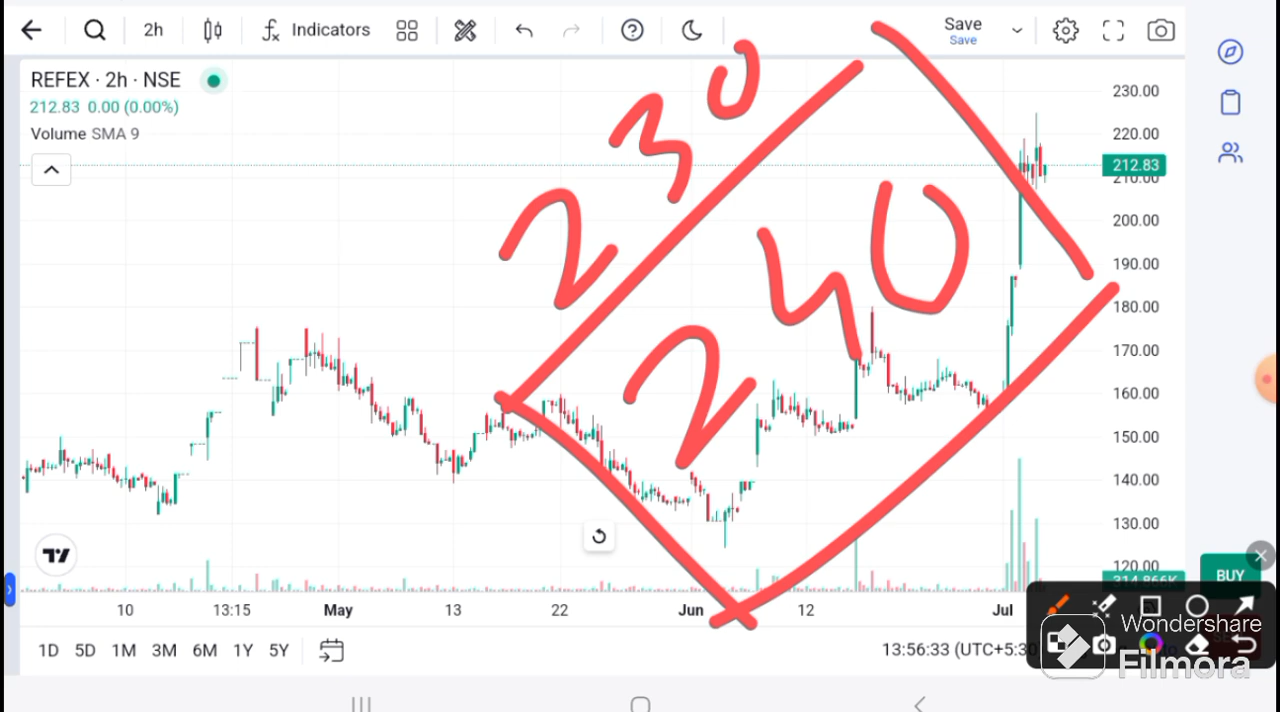 2h
Indicators
Save
Save
REFEX · 2h · NSE
212.83 0.00 (0.00%)
Volume SMA 9
230
240
230.00
220.00
212.83
210.00
200.00
190.00
180.00
170.00
160.00
150.00
140.00
130.00
120.00
314.866K
BUY
10 13:15 May 13 22 Jun 12 Jul
1D 5D 1M 3M 6M 1Y 5Y
13:56:33 (UTC+5:30
Wondershare
Filmora